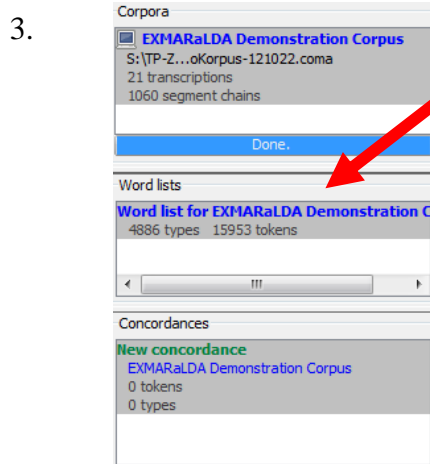 3.
Corpora
EXMARaLDA Demonstration Corpus
S:\TP-Z...oKorpus-121022.coma
21 transcriptions
1060 segment chains
Done.
Word lists
Word list for EXMARaLDA Demonstration C
4886 types 15953 tokens
Concordances
New concordance
EXMARaLDA Demonstration Corpus
0 tokens
0 types